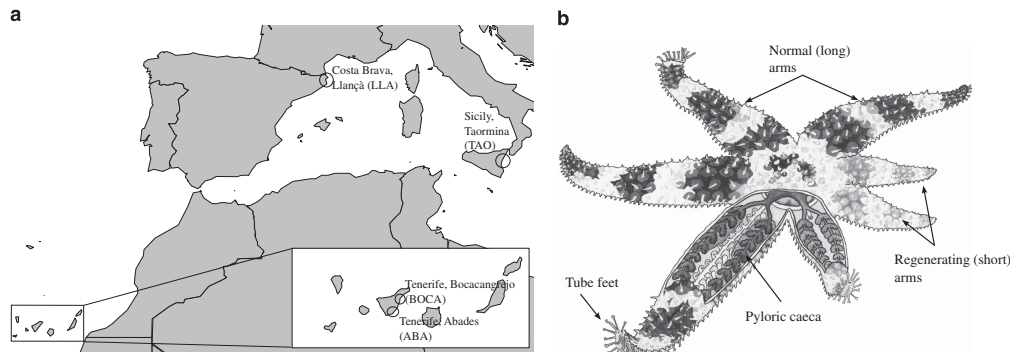 a
Costa Brava,
Llançà (LLA)
Sicily,
Taormina
(TAO)
Tenerife, Bocacangrejo
(BOCA)
Tenerife, Abades
(ABA)
b
Normal (long)
arms
Regenerating (short)
arms
Tube feet
Pyloric caeca